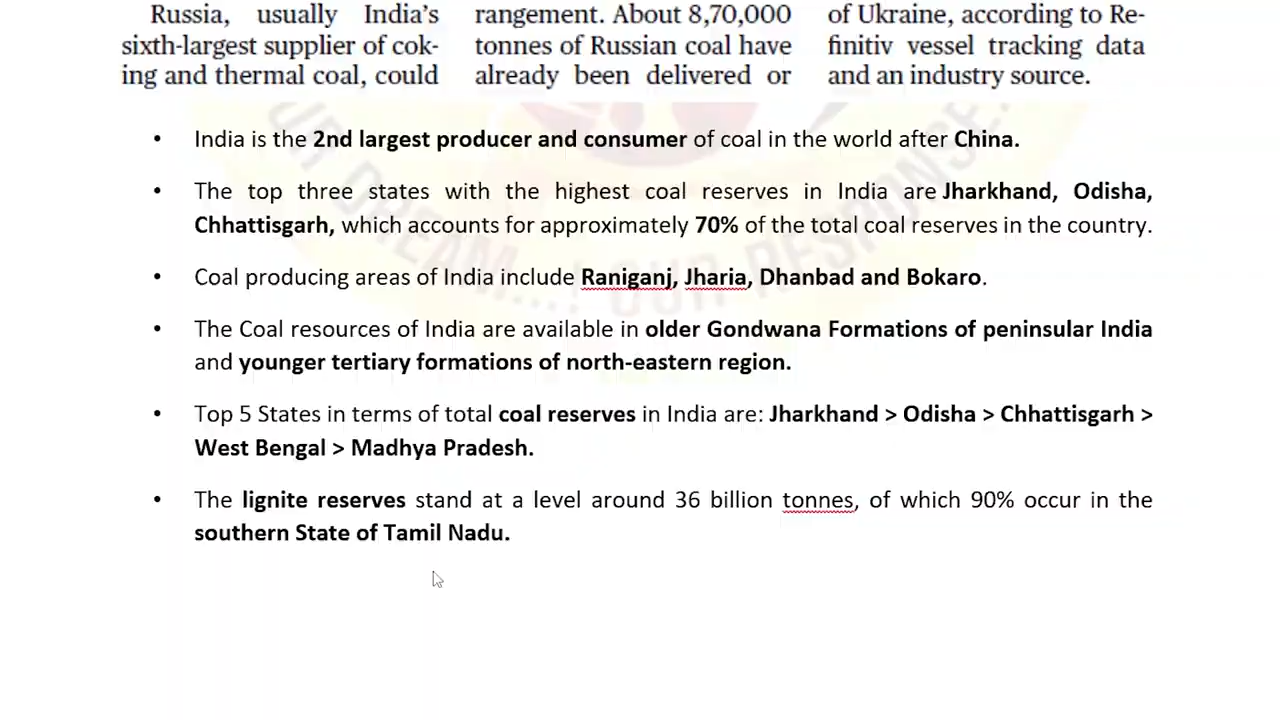 Russia, usually India's
sixth-largest supplier of cok-
ing and thermal coal, could
rangement. About 8,70,000
tonnes of Russian coal have
already been delivered or
of Ukraine, according to Re-
finitiv vessel tracking data
and an industry source.
• India is the 2nd largest producer and consumer of coal in the world after China.
• The top three states with the highest coal reserves in India are Jharkhand, Odisha,
Chhattisgarh, which accounts for approximately 70% of the total coal reserves in the country.
• Coal producing areas of India include Raniganj, Jharia, Dhanbad and Bokaro.
• The Coal resources of India are available in older Gondwana Formations of peninsular India
and younger tertiary formations of north-eastern region.
• Top 5 States in terms of total coal reserves in India are: Jharkhand > Odisha > Chhattisgarh >
West Bengal > Madhya Pradesh.
• The lignite reserves stand at a level around 36 billion tonnes, of which 90% occur in the
southern State of Tamil Nadu.